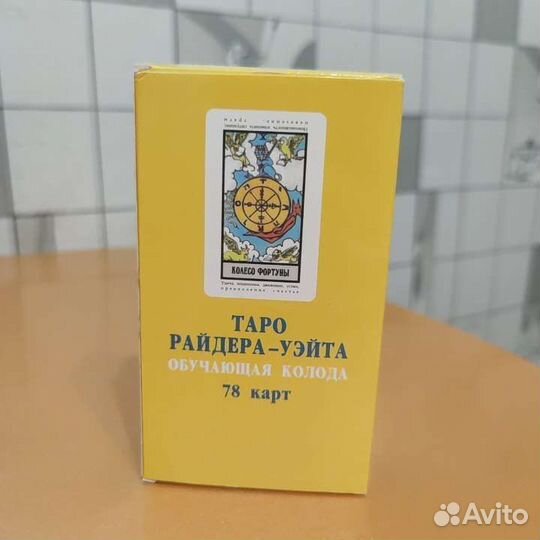 КОЛЕСО ФОРТУНЫ
ТАРО
РАЙДЕРА-УЭЙТА
ОБУЧАЮЩАЯ КОЛОДА
78 карт
Avito